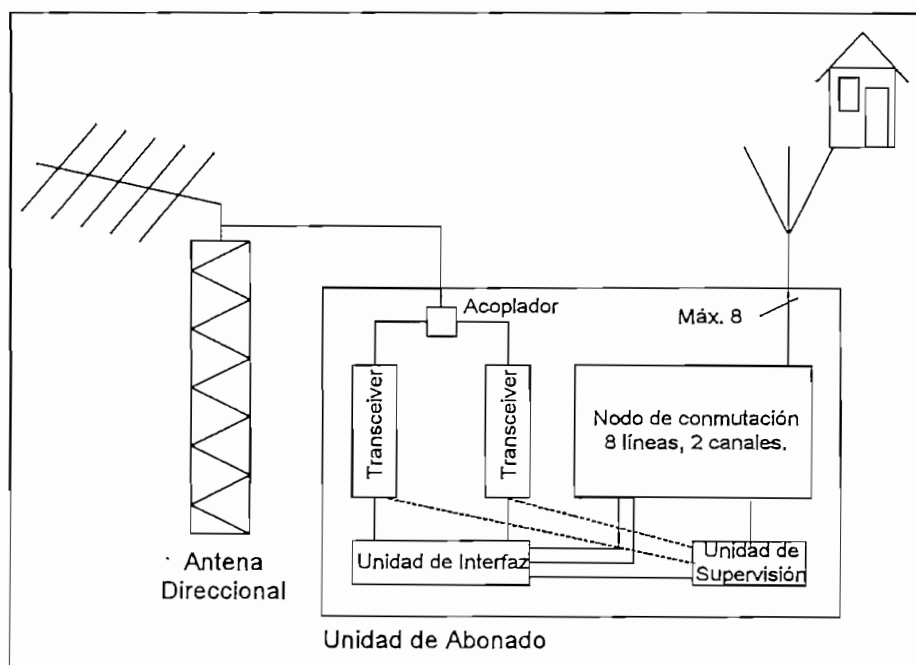 Acoplador
Máx. 8
Transceiver
Transceiver
Nodo de conmutación
8 líneas, 2 canales.
Unidad de Interfaz
Unidad de
Supervisión
Antena
Direccional
Unidad de Abonado